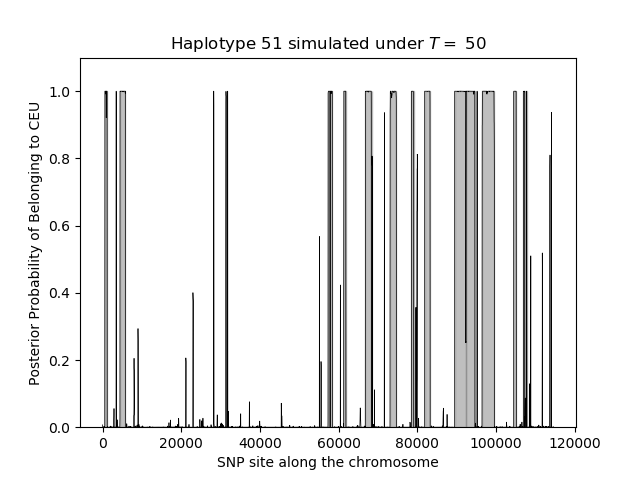 Haplotype 51 simulated under T = 50
Posterior Probability of Belonging to CEU
1.0
0.8
0.6
0.4
0.2
0.0
0 20000 40000 60000 80000 100000 120000
SNP site along the chromosome